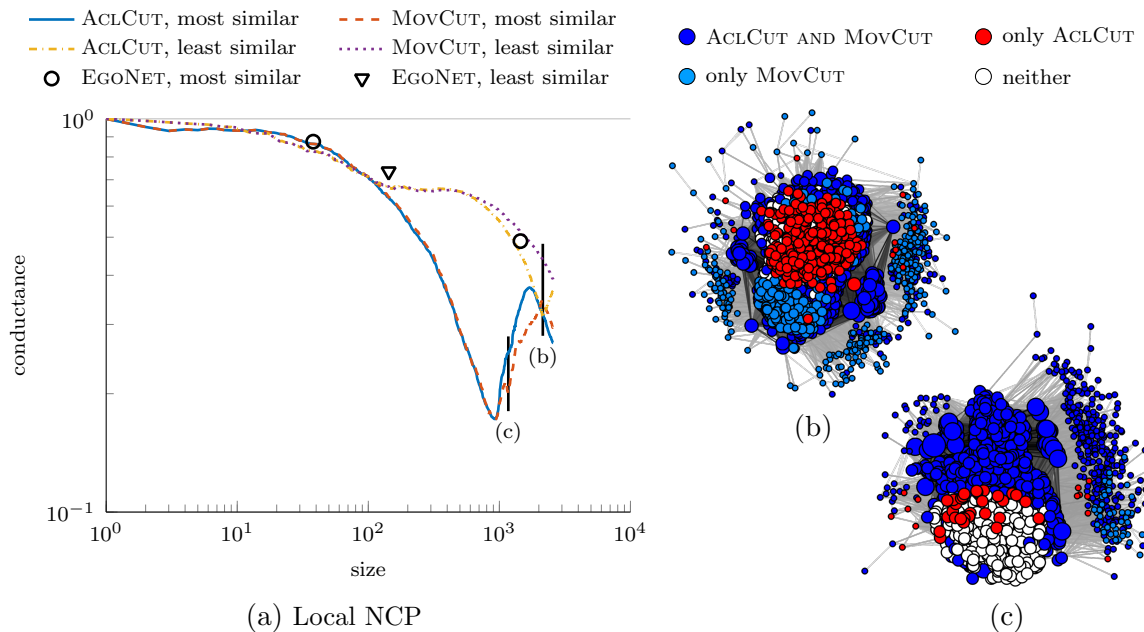 ACLCUT, most similar MOVCUT, most similar
ACLCUT, least similar MOVCUT, least similar
EGONET, most similar EGONET, least similar
ACLCUT AND MOVCUT only ACLCUT
only MOVCUT neither
10^0
conductance
(b)
(c)
10^−1
10^0 10^1 10^2 10^3 10^4
size
(a) Local NCP
(b)
(c)